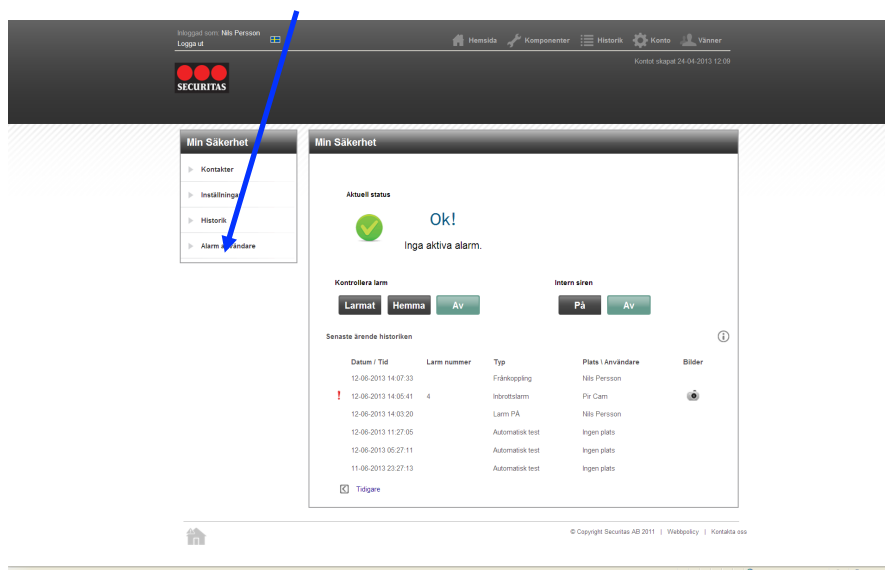 Inloggad som: Nils Persson
Logga ut
Hemsida Komponenter Historik Konto Vänner
Kontot skapat 24-04-2013 12:09
SECURITAS
Min Säkerhet
Kontakter
Inställningar
Historik
Alarm användare
Min Säkerhet
Aktuell status
Ok!
Inga aktiva alarm.
Kontrollera larm Intern siren
Larmat Hemma Av På Av
Senaste ärende historiken
Datum / Tid Larm nummer Typ Plats \ Användare Bilder
12-06-2013 14:07:33 Frånkoppling Nils Persson
! 12-06-2013 14:05:41 4 Inbrottslarm Pir Cam
12-06-2013 14:03:20 Larm PÅ Nils Persson
12-06-2013 11:27:05 Automatisk test Ingen plats
12-06-2013 05:27:11 Automatisk test Ingen plats
11-06-2013 23:27:13 Automatisk test Ingen plats
Tidigare
© Copyright Securitas AB 2011 | Webbpolicy | Kontakta oss